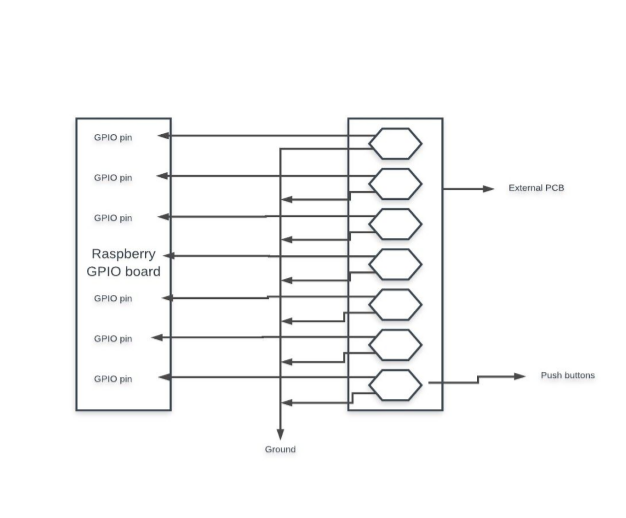 GPIO pin
GPIO pin
External PCB
GPIO pin
Raspberry
GPIO board
GPIO pin
GPIO pin
GPIO pin
Push buttons
Ground